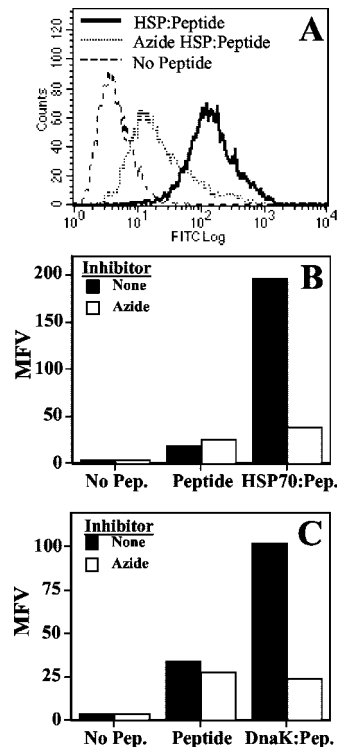 HSP:Peptide
Azide HSP:Peptide
No Peptide
A
Counts
0 20 40 60 80 100 120
10^0 10^1 10^2 10^3 10^4
FITC Log
B
Inhibitor
None
Azide
MFV
200
150
100
50
0
No Pep. Peptide HSP70:Pep.
C
Inhibitor
None
Azide
MFV
100
75
50
25
0
No Pep. Peptide DnaK:Pep.